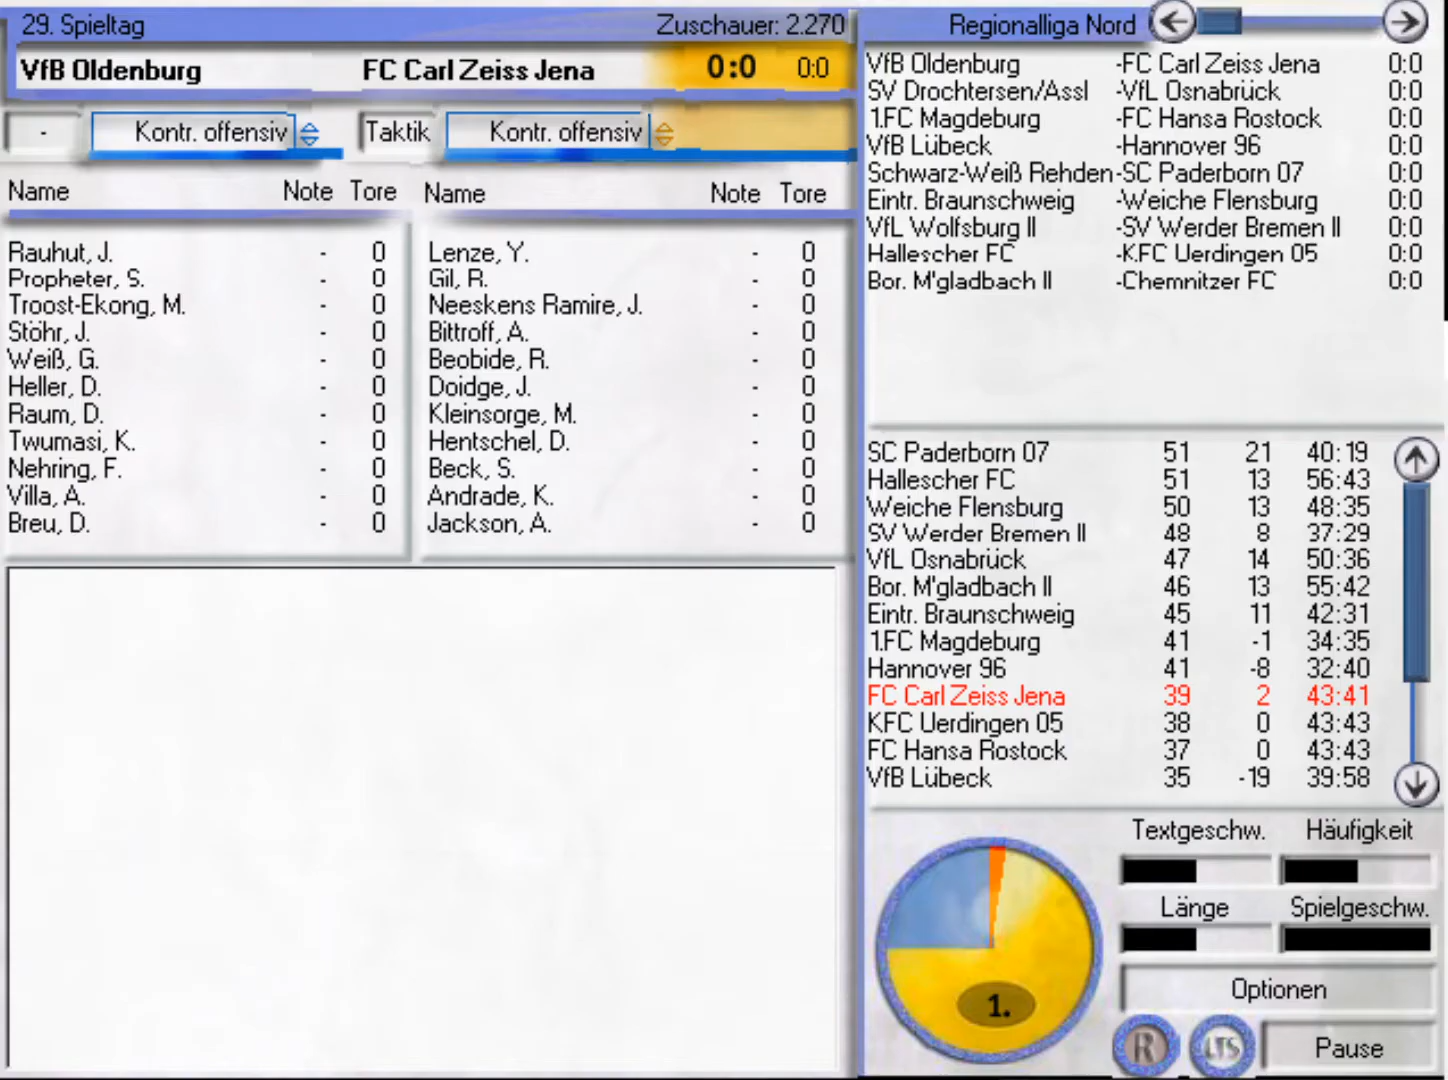 29. Spieltag Zuschauer: 2.270
VfB Oldenburg FC Carl Zeiss Jena 0:0 0:0
- Kontr. offensiv Taktik Kontr. offensiv
Name Note Tore Name Note Tore
Rauhut, J. - 0 Lenze, Y. - 0
Propheter, S. - 0 Gil, R. - 0
Troost-Ekong, M. - 0 Neeskens Ramire, J. - 0
Stöhr, J. - 0 Bittroff, A. - 0
Weiß, G. - 0 Beobide, R. - 0
Heller, D. - 0 Doidge, J. - 0
Raum, D. - 0 Kleinsorge, M. - 0
Twumasi, K. - 0 Hentschel, D. - 0
Nehring, F. - 0 Beck, S. - 0
Villa, A. - 0 Andrade, K. - 0
Breu, D. - 0 Jackson, A. - 0
Regionalliga Nord
VfB Oldenburg -FC Carl Zeiss Jena 0:0
SV Drochtersen/Assl -VfL Osnabrück 0:0
1.FC Magdeburg -FC Hansa Rostock 0:0
VfB Lübeck -Hannover 96 0:0
Schwarz-Weiß Rehden -SC Paderborn 07 0:0
Eintr. Braunschweig -Weiche Flensburg 0:0
VfL Wolfsburg II -SV Werder Bremen II 0:0
Hallescher FC -KFC Uerdingen 05 0:0
Bor. M'gladbach II -Chemnitzer FC 0:0
SC Paderborn 07 51 21 40:19
Hallescher FC 51 13 56:43
Weiche Flensburg 50 13 48:35
SV Werder Bremen II 48 8 37:29
VfL Osnabrück 47 14 50:36
Bor. M'gladbach II 46 13 55:42
Eintr. Braunschweig 45 11 42:31
1.FC Magdeburg 41 -1 34:35
Hannover 96 41 -8 32:40
FC Carl Zeiss Jena 39 2 43:41
KFC Uerdingen 05 38 0 43:43
FC Hansa Rostock 37 0 43:43
VfB Lübeck 35 -19 39:58
Textgeschw. Häufigkeit
Länge Spielgeschw.
1.
Optionen
R LTS Pause